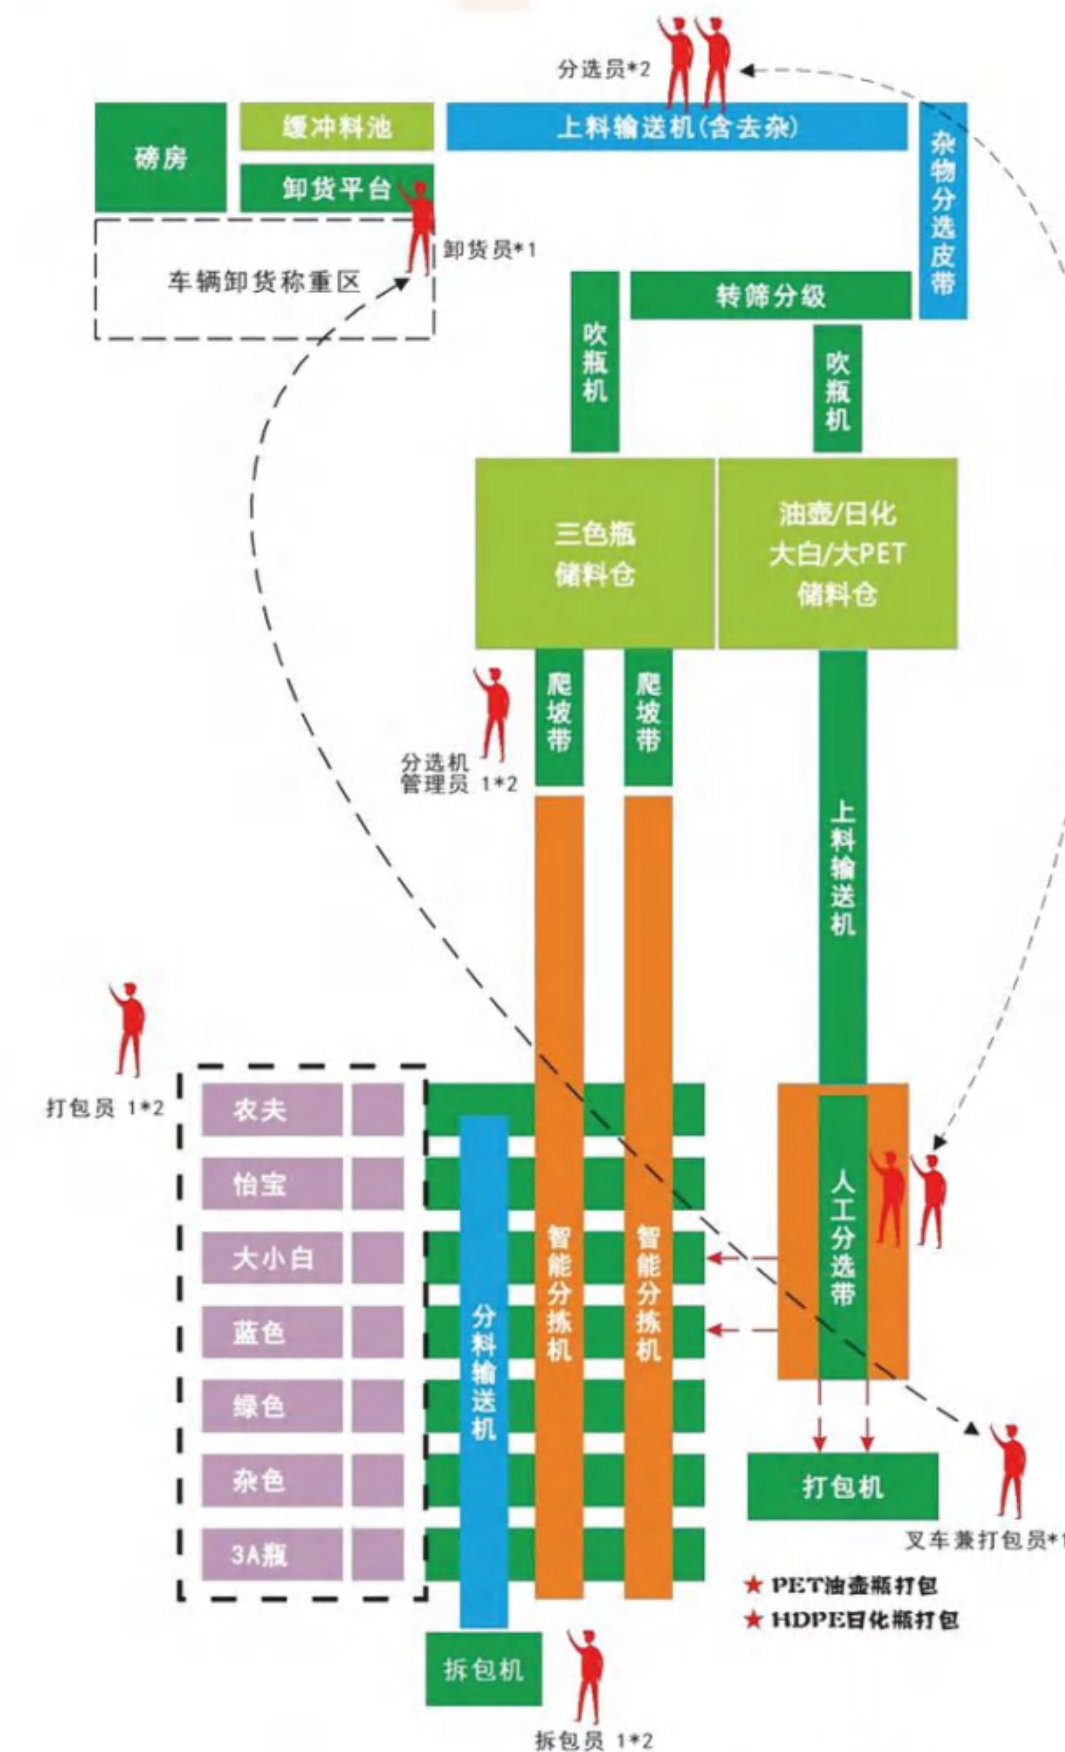 分选员*2
磅房
缓冲料池
上料输送机(含去杂)
杂物分选皮带
卸货平台
卸货员*1
车辆卸货称重区
转筛分级
吹瓶机
吹瓶机
三色瓶
储料仓
油壶/日化
大白/大PET
储料仓
爬坡带
爬坡带
分选机
管理员 1*2
上料输送机
打包员 1*2
农夫
怡宝
大小白
蓝色
绿色
杂色
3A瓶
分料输送机
智能分拣机
智能分拣机
人工分选带
打包机
叉车兼打包员*1
★ PET油壶瓶打包
★ HDPE日化瓶打包
拆包机
拆包员 1*2